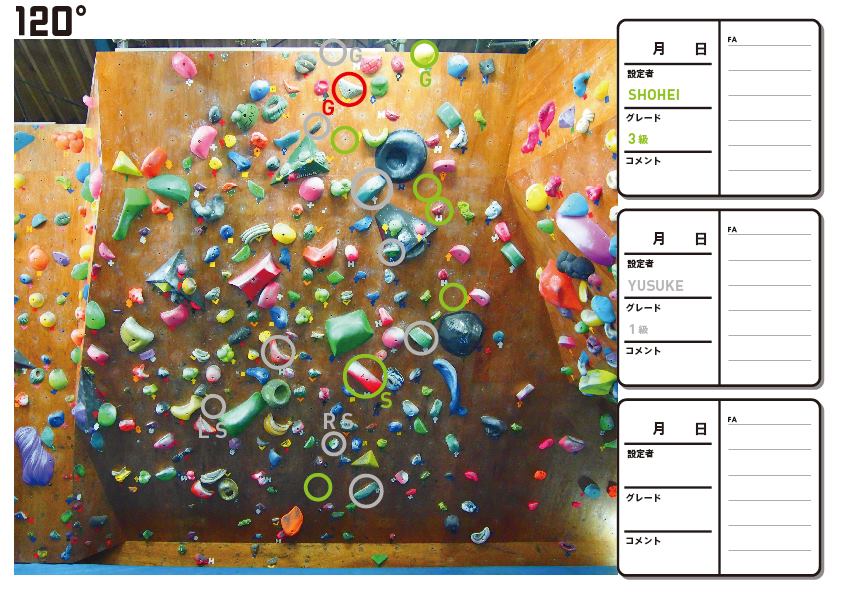 120°
G
G
G
S
RS
LS
月 日
FA
設定者
SHOHEI
グレード
3級
コメント
月 日
FA
設定者
YUSUKE
グレード
1級
コメント
月 日
FA
設定者
グレード
コメント